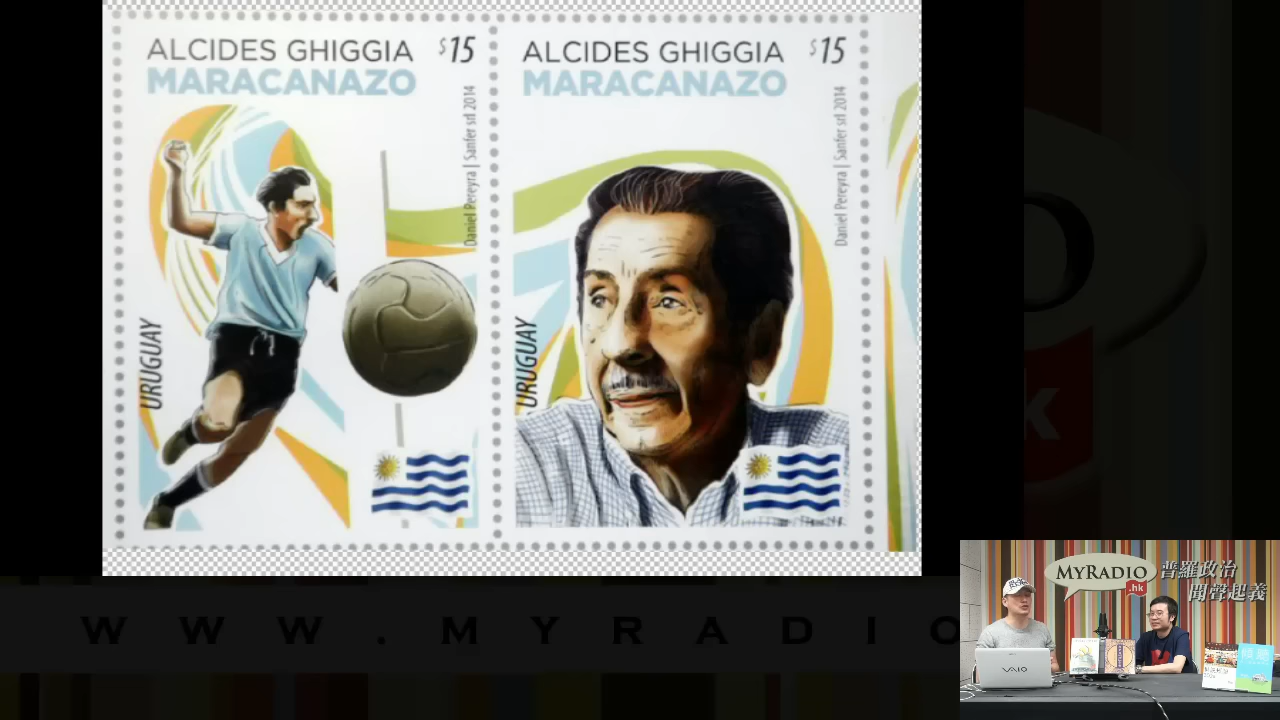 ALCIDES GHIGGIA $15
MARACANAZO
Daniel Pereyra | Sanfer srl 2014
URUGUAY
ALCIDES GHIGGIA $15
MARACANAZO
Daniel Pereyra | Sanfer srl 2014
URUGUAY
WWW.MYRADIO
k
MYRADIO
.hk
普羅政治
聞聲起義
VAIO